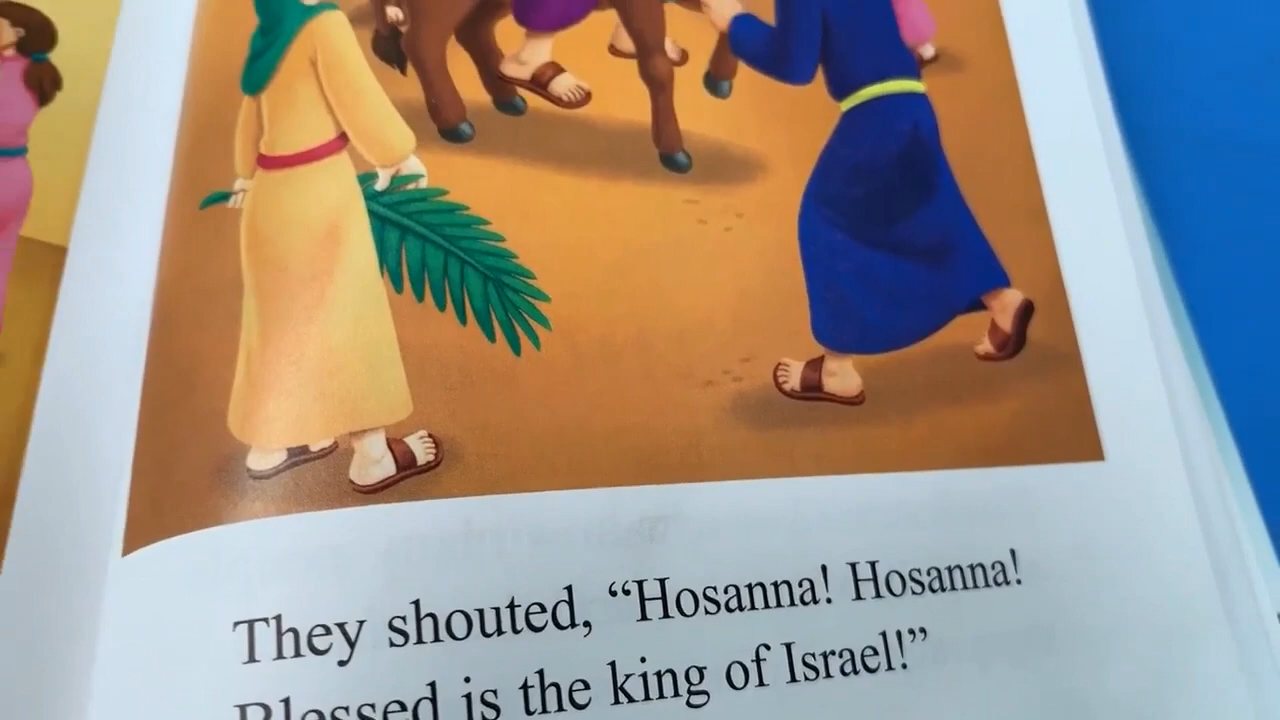 They shouted, “Hosanna! Hosanna!
Blessed is the king of Israel!”